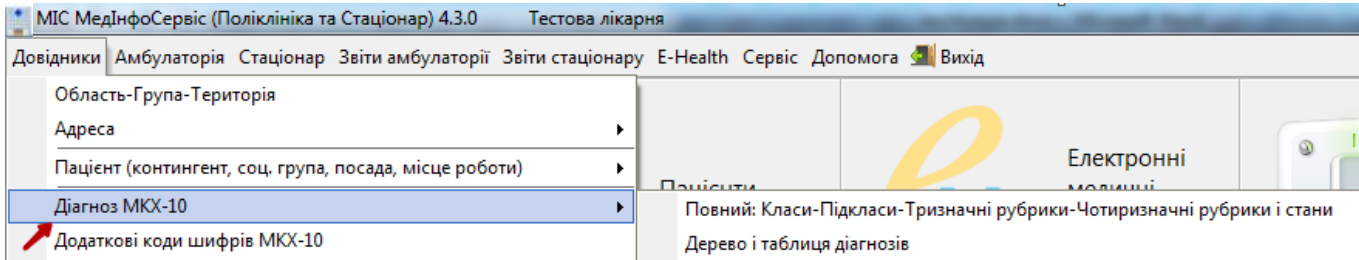 МІС МедІнфоСервіс (Поліклініка та Стаціонар) 4.3.0 Тестова лікарня
Довідники Амбулаторія Стаціонар Звіти амбулаторії Звіти стаціонару E-Health Сервіс Допомога Вихід
Область-Група-Територія
Адреса
Пацієнт (контингент, соц. група, посада, місце роботи)
Діагноз МКХ-10
Додаткові коди шифрів МКХ-10
Пацієнти
Електронні
медичні
Повний: Класи-Підкласи-Тризначні рубрики-Чотиризначні рубрики і стани
Дерево і таблиця діагнозів